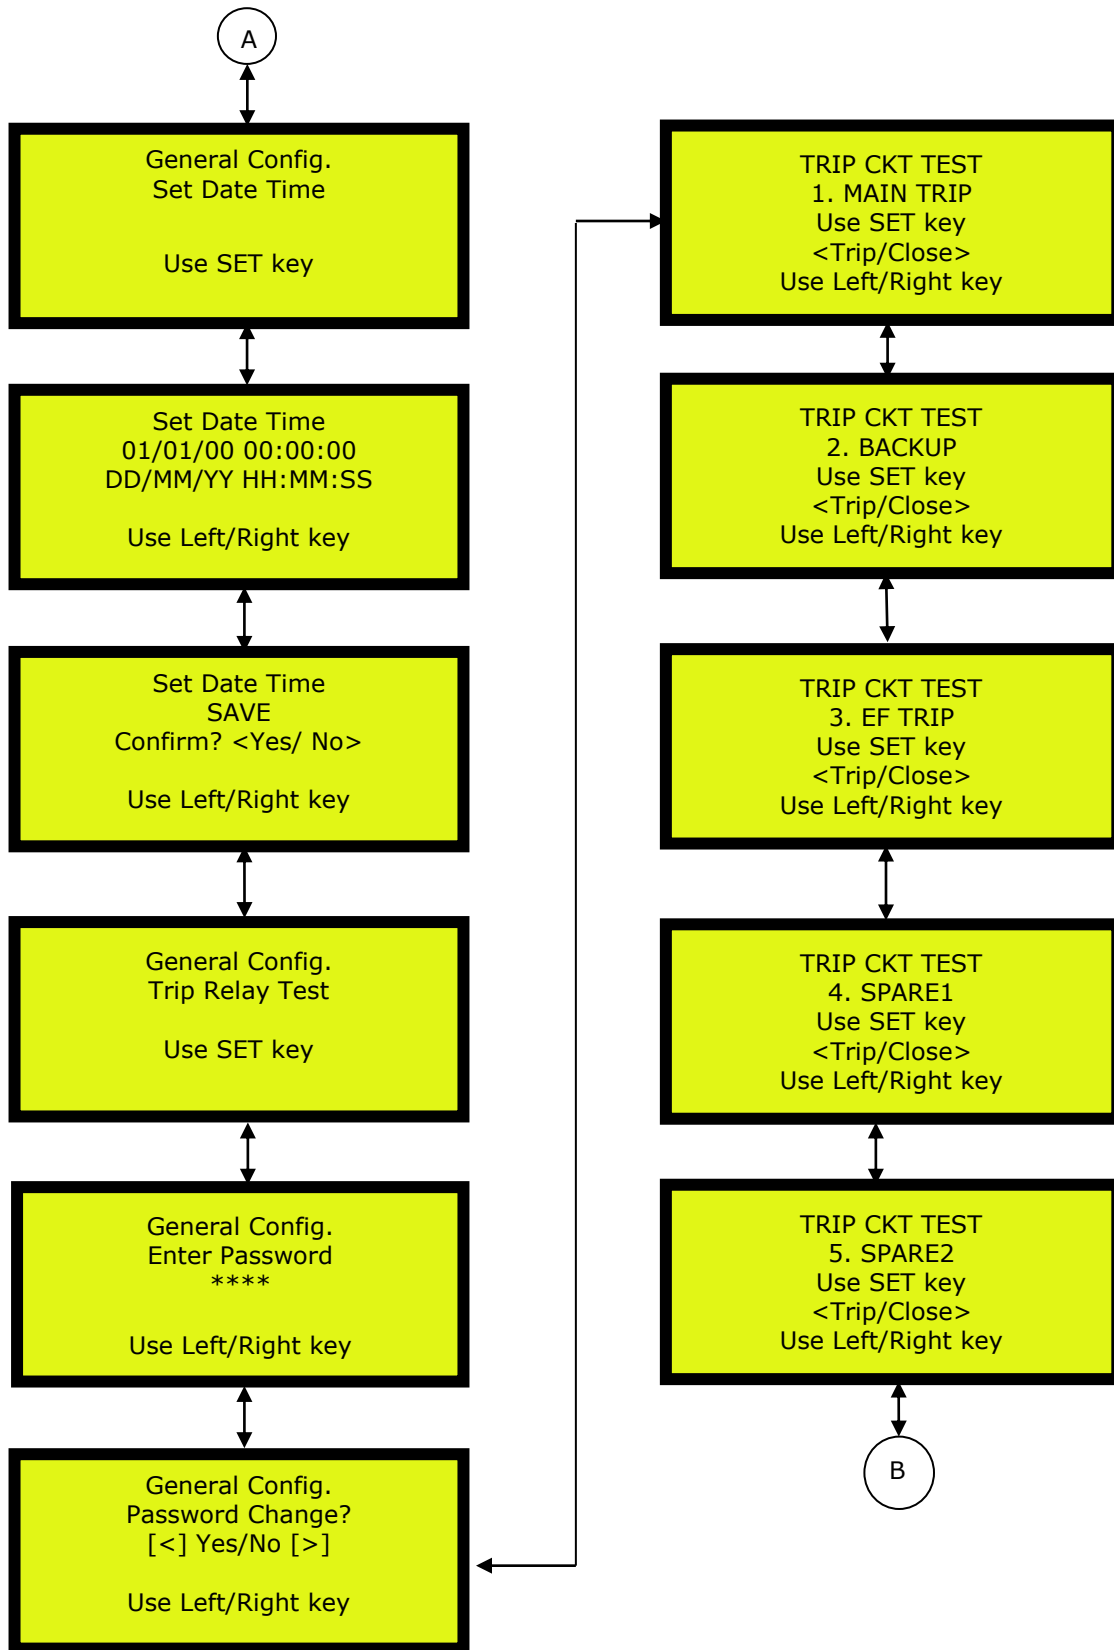 A
General Config.
Set Date Time
Use SET key
Set Date Time
01/01/00 00:00:00
DD/MM/YY HH:MM:SS
Use Left/Right key
Set Date Time
SAVE
Confirm? <Yes/ No>
Use Left/Right key
General Config.
Trip Relay Test
Use SET key
General Config.
Enter Password
****
Use Left/Right key
General Config.
Password Change?
[<] Yes/No [>]
Use Left/Right key
TRIP CKT TEST
1. MAIN TRIP
Use SET key
<Trip/Close>
Use Left/Right key
TRIP CKT TEST
2. BACKUP
Use SET key
<Trip/Close>
Use Left/Right key
TRIP CKT TEST
3. EF TRIP
Use SET key
<Trip/Close>
Use Left/Right key
TRIP CKT TEST
4. SPARE1
Use SET key
<Trip/Close>
Use Left/Right key
TRIP CKT TEST
5. SPARE2
Use SET key
<Trip/Close>
Use Left/Right key
B